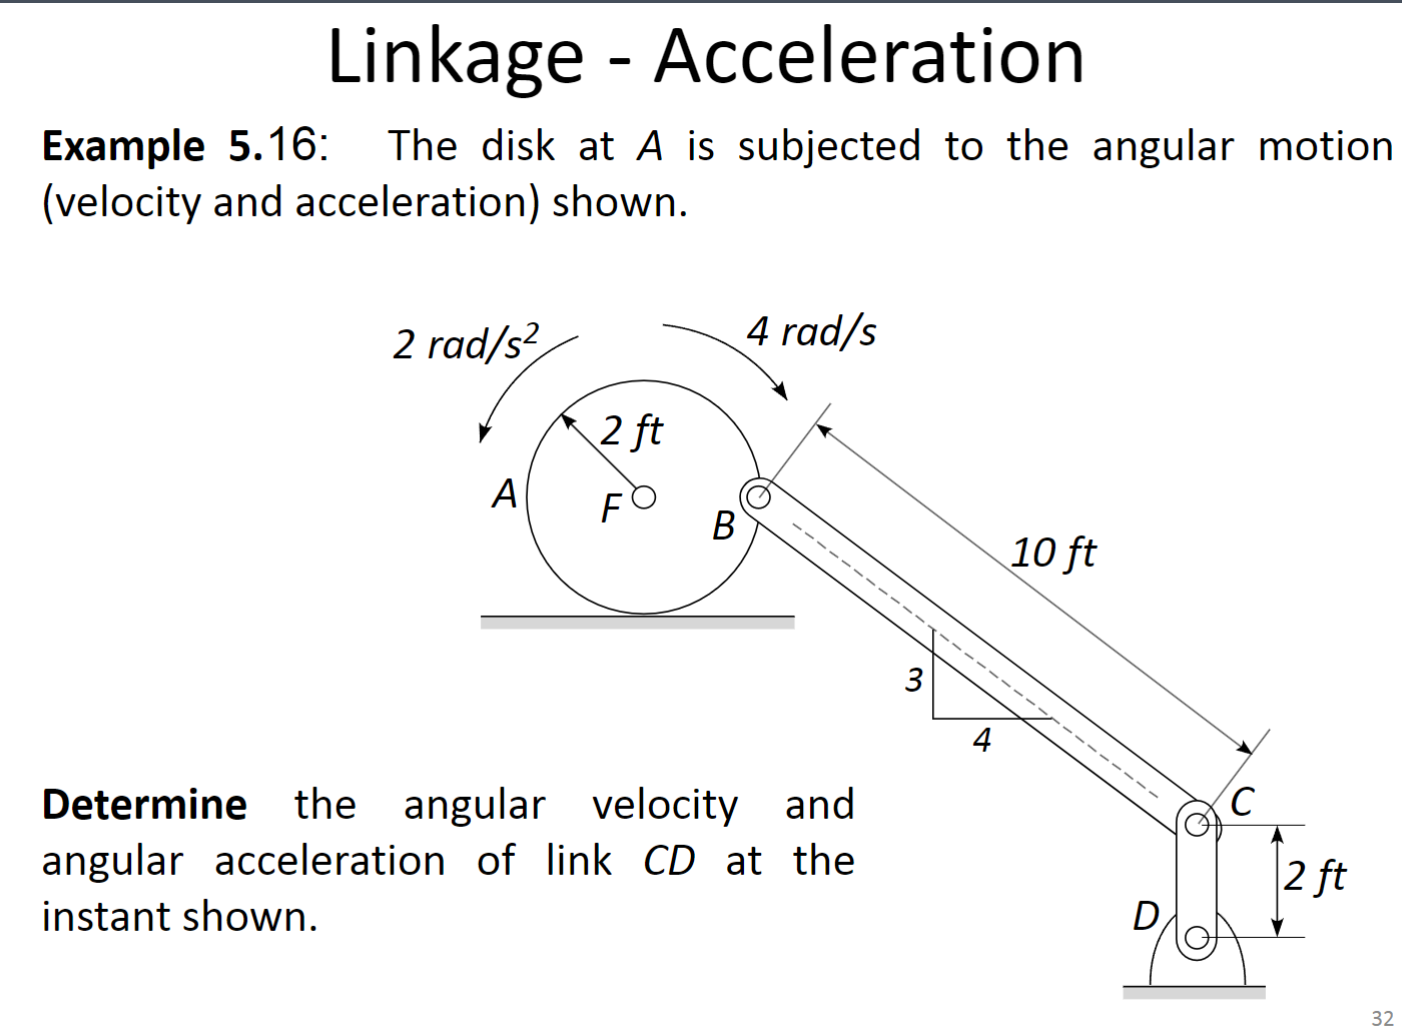 Linkage - Acceleration
Example 5.16: The disk at A is subjected to the angular motion
(velocity and acceleration) shown.
2 rad/s²
4 rad/s
2 ft
A
F
B
10 ft
3
4
Determine the angular velocity and
angular acceleration of link CD at the
instant shown.
C
2 ft
D
32